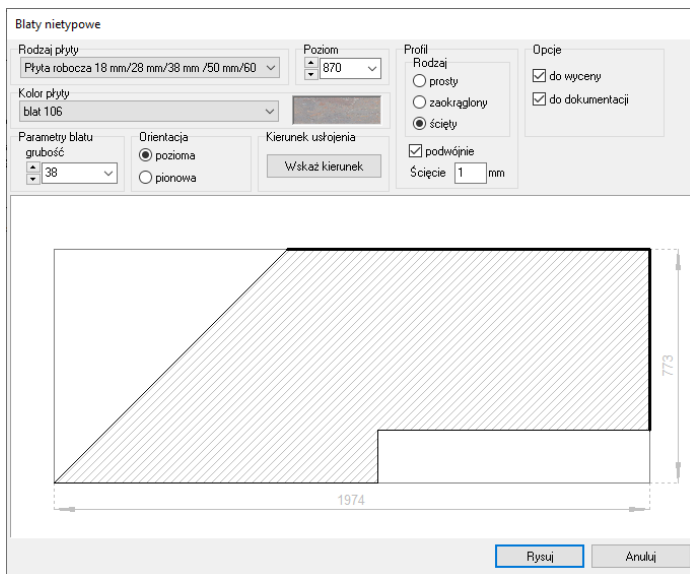 Blaty nietypowe
Rodzaj płyty
Płyta robocza 18 mm/28 mm/38 mm /50 mm/60
Poziom
870
Profil
Rodzaj
prosty
zaokrąglony
ścięty
podwójnie
Ścięcie 1 mm
Opcje
do wyceny
do dokumentacji
Kolor płyty
blat 106
Parametry blatu
grubość
38
Orientacja
pozioma
pionowa
Kierunek usłojenia
Wskaż kierunek
773
1974
Rysuj
Anuluj